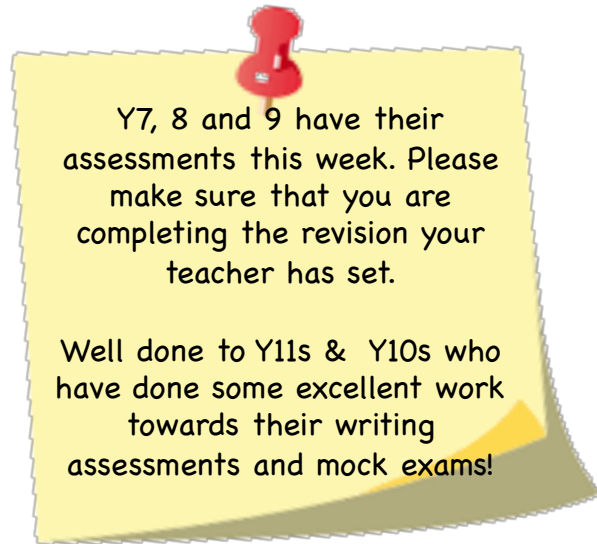 Y7, 8 and 9 have their
assessments this week. Please
make sure that you are
completing the revision your
teacher has set.
Well done to Y11s & Y10s who
have done some excellent work
towards their writing
assessments and mock exams!